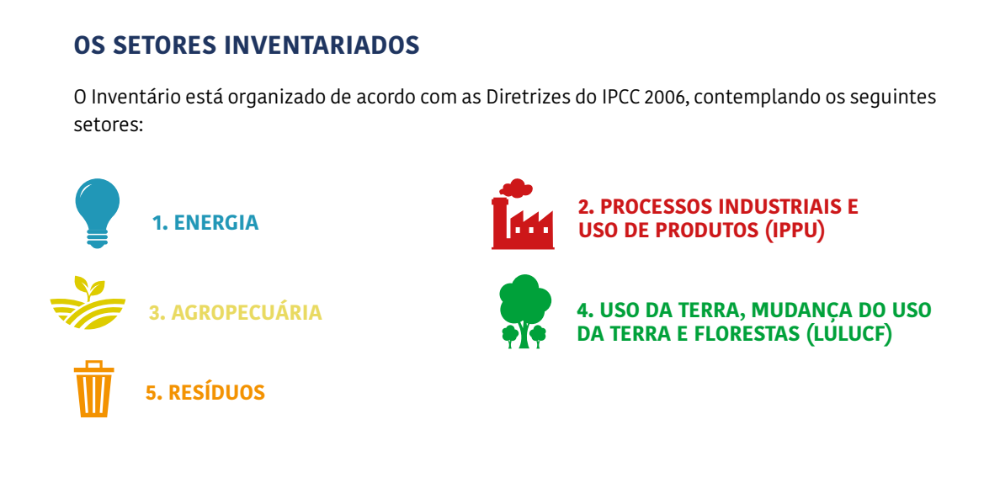 OS SETORES INVENTARIADOS
O Inventário está organizado de acordo com as Diretrizes do IPCC 2006, contemplando os seguintes
setores:
1. ENERGIA
2. PROCESSOS INDUSTRIAIS E
USO DE PRODUTOS (IPPU)
3. AGROPECUÁRIA
4. USO DA TERRA, MUDANÇA DO USO
DA TERRA E FLORESTAS (LULUCF)
5. RESÍDUOS